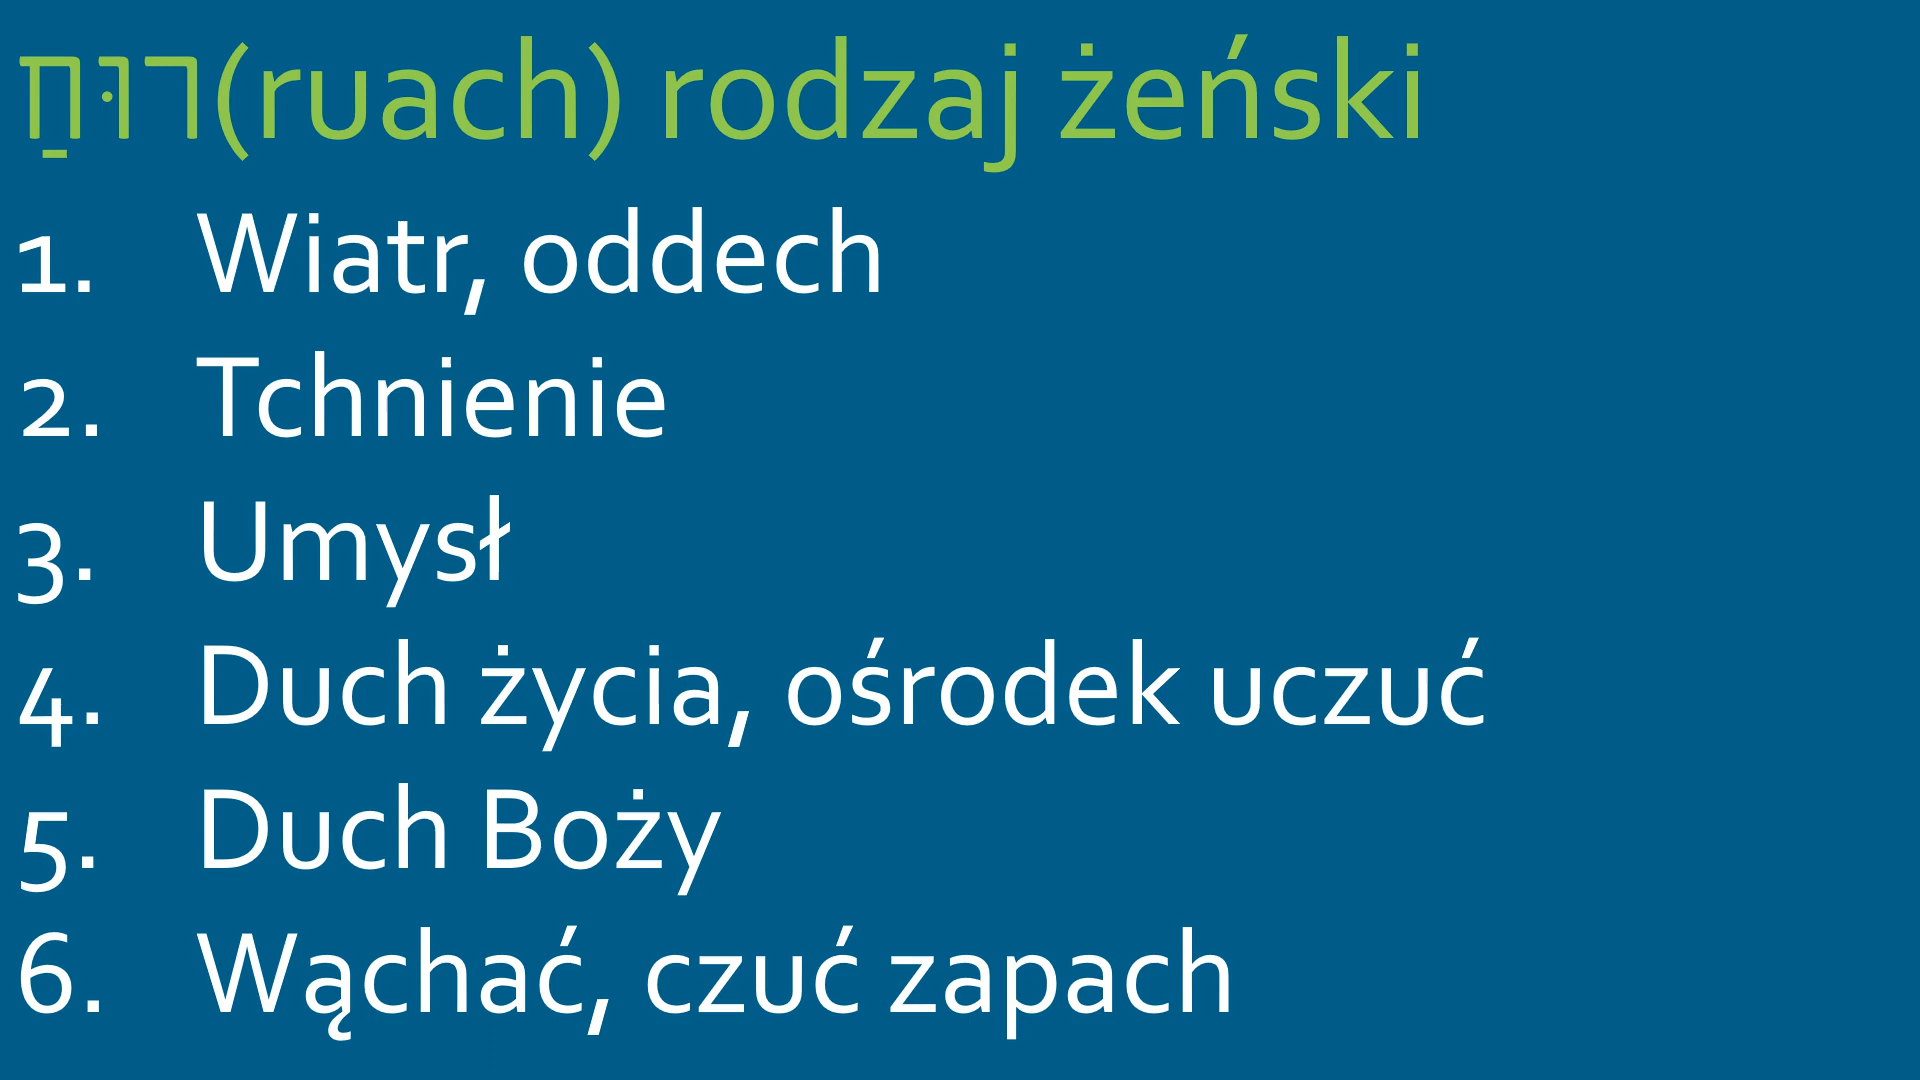 רוּחַ(ruach) rodzaj żeński
1. Wiatr, oddech
2. Tchnienie
3. Umysł
4. Duch życia, ośrodek uczuć
5. Duch Boży
6. Wąchać, czuć zapach